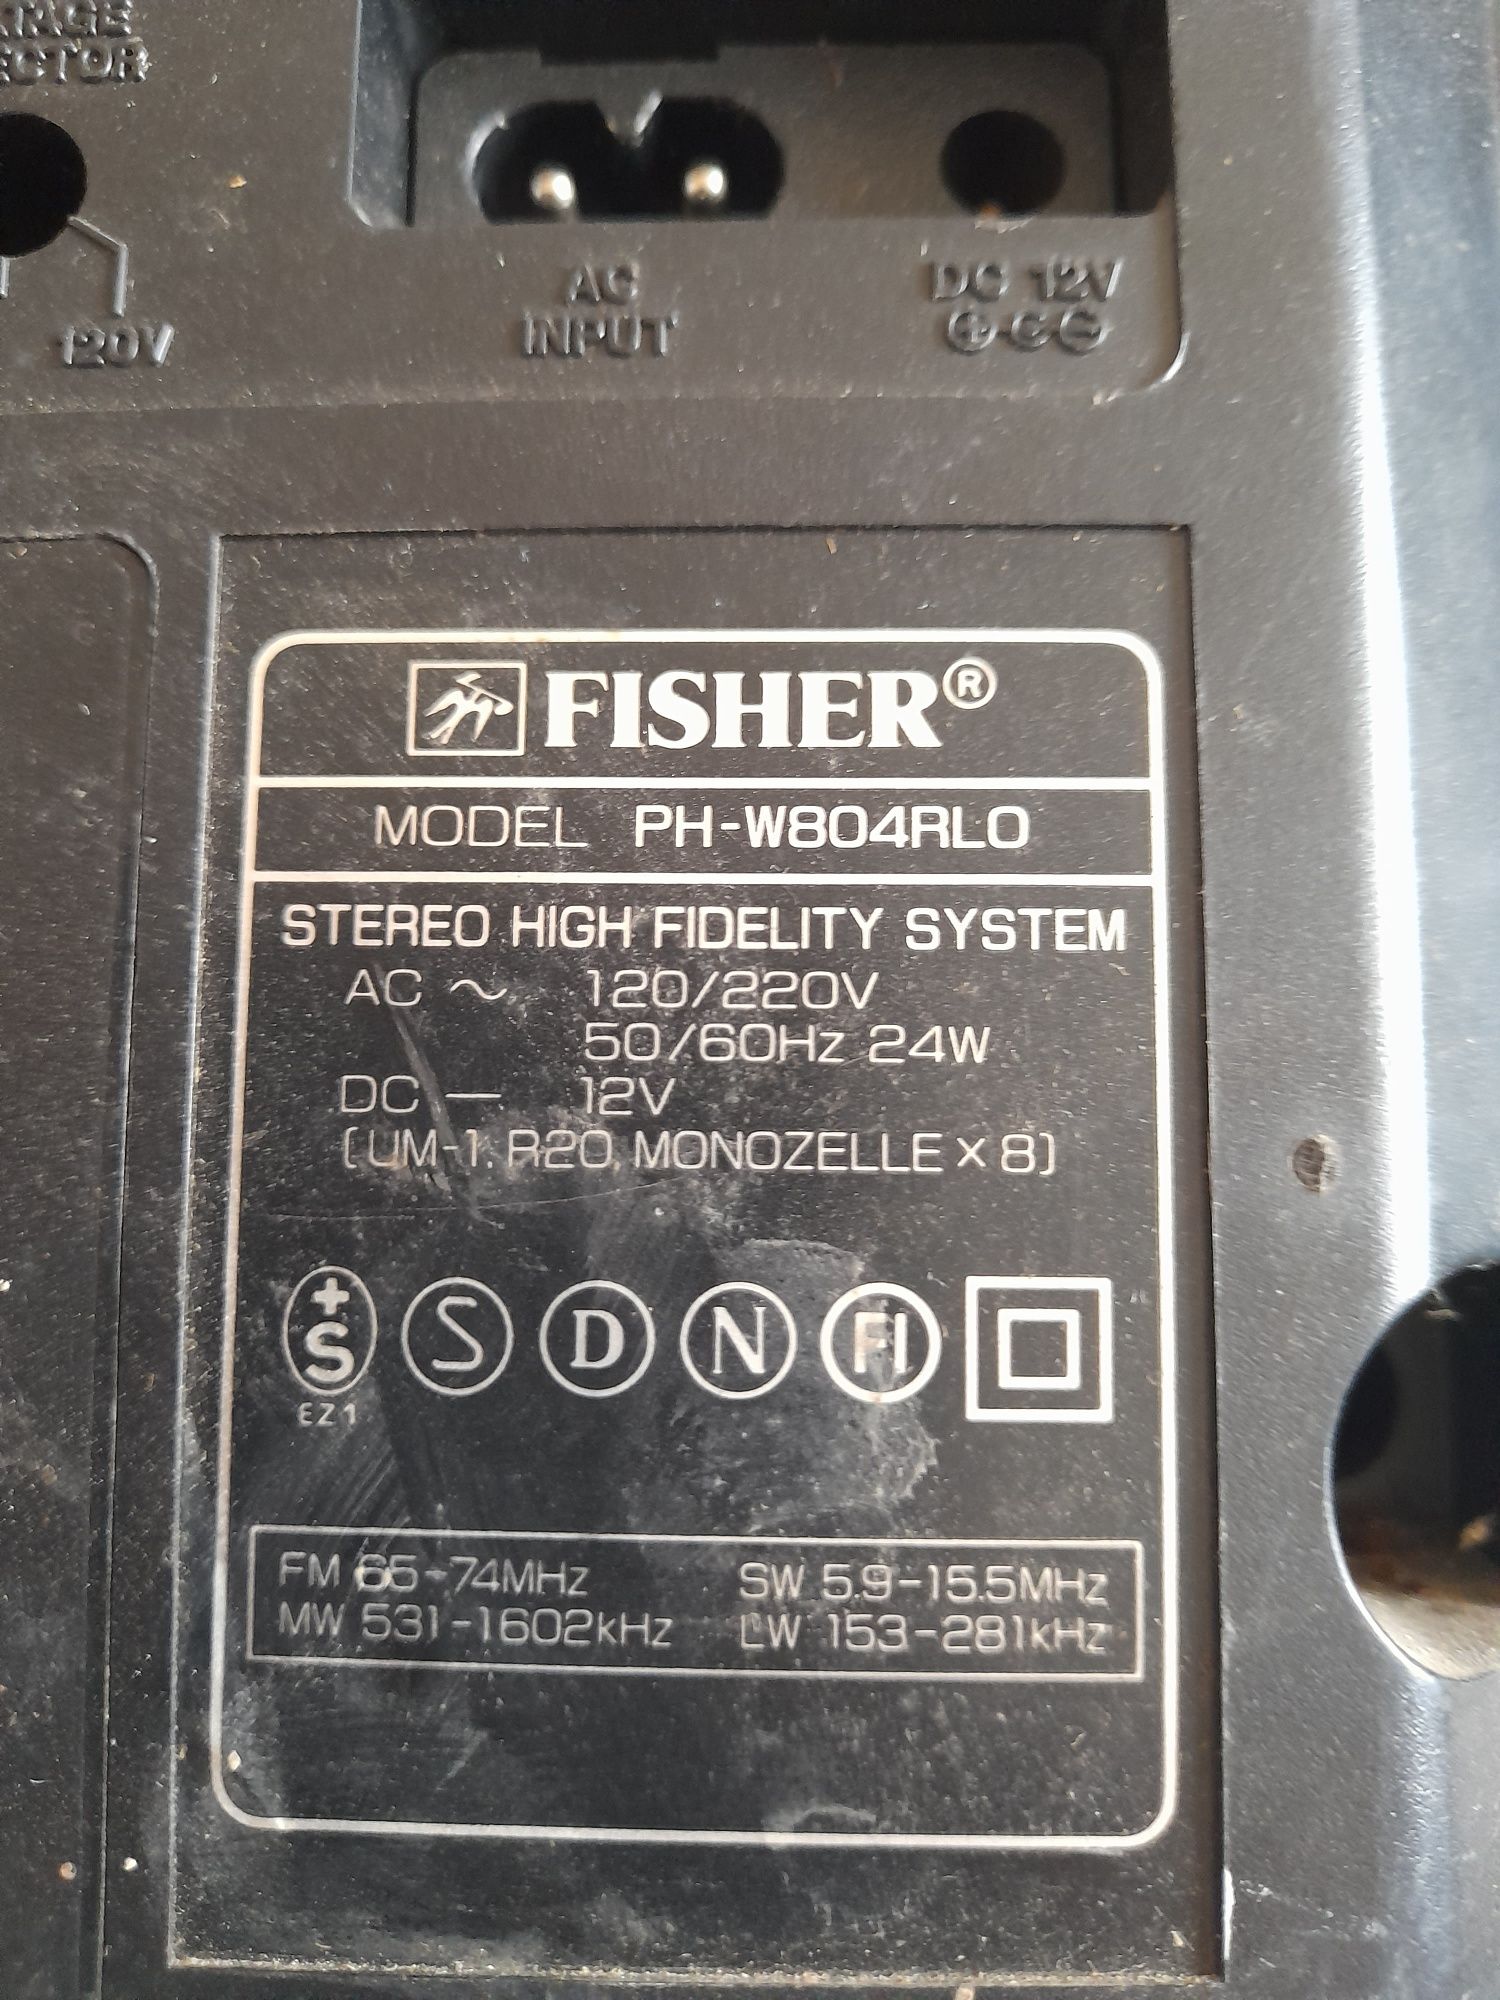 TAGE
ECTOR
120V
AC
INPUT
DC 12V
FISHER®
MODEL PH-W804RLO
STEREO HIGH FIDELITY SYSTEM
AC ～ 120/220V
50/60Hz 24W
DC — 12V
(UM-1, R20, MONOZELLE × 8)
+S S D N FI
EZ1
FM 65-74MHz SW 5.9-15.5MHz
MW 531-1602kHz LW 153-281kHz